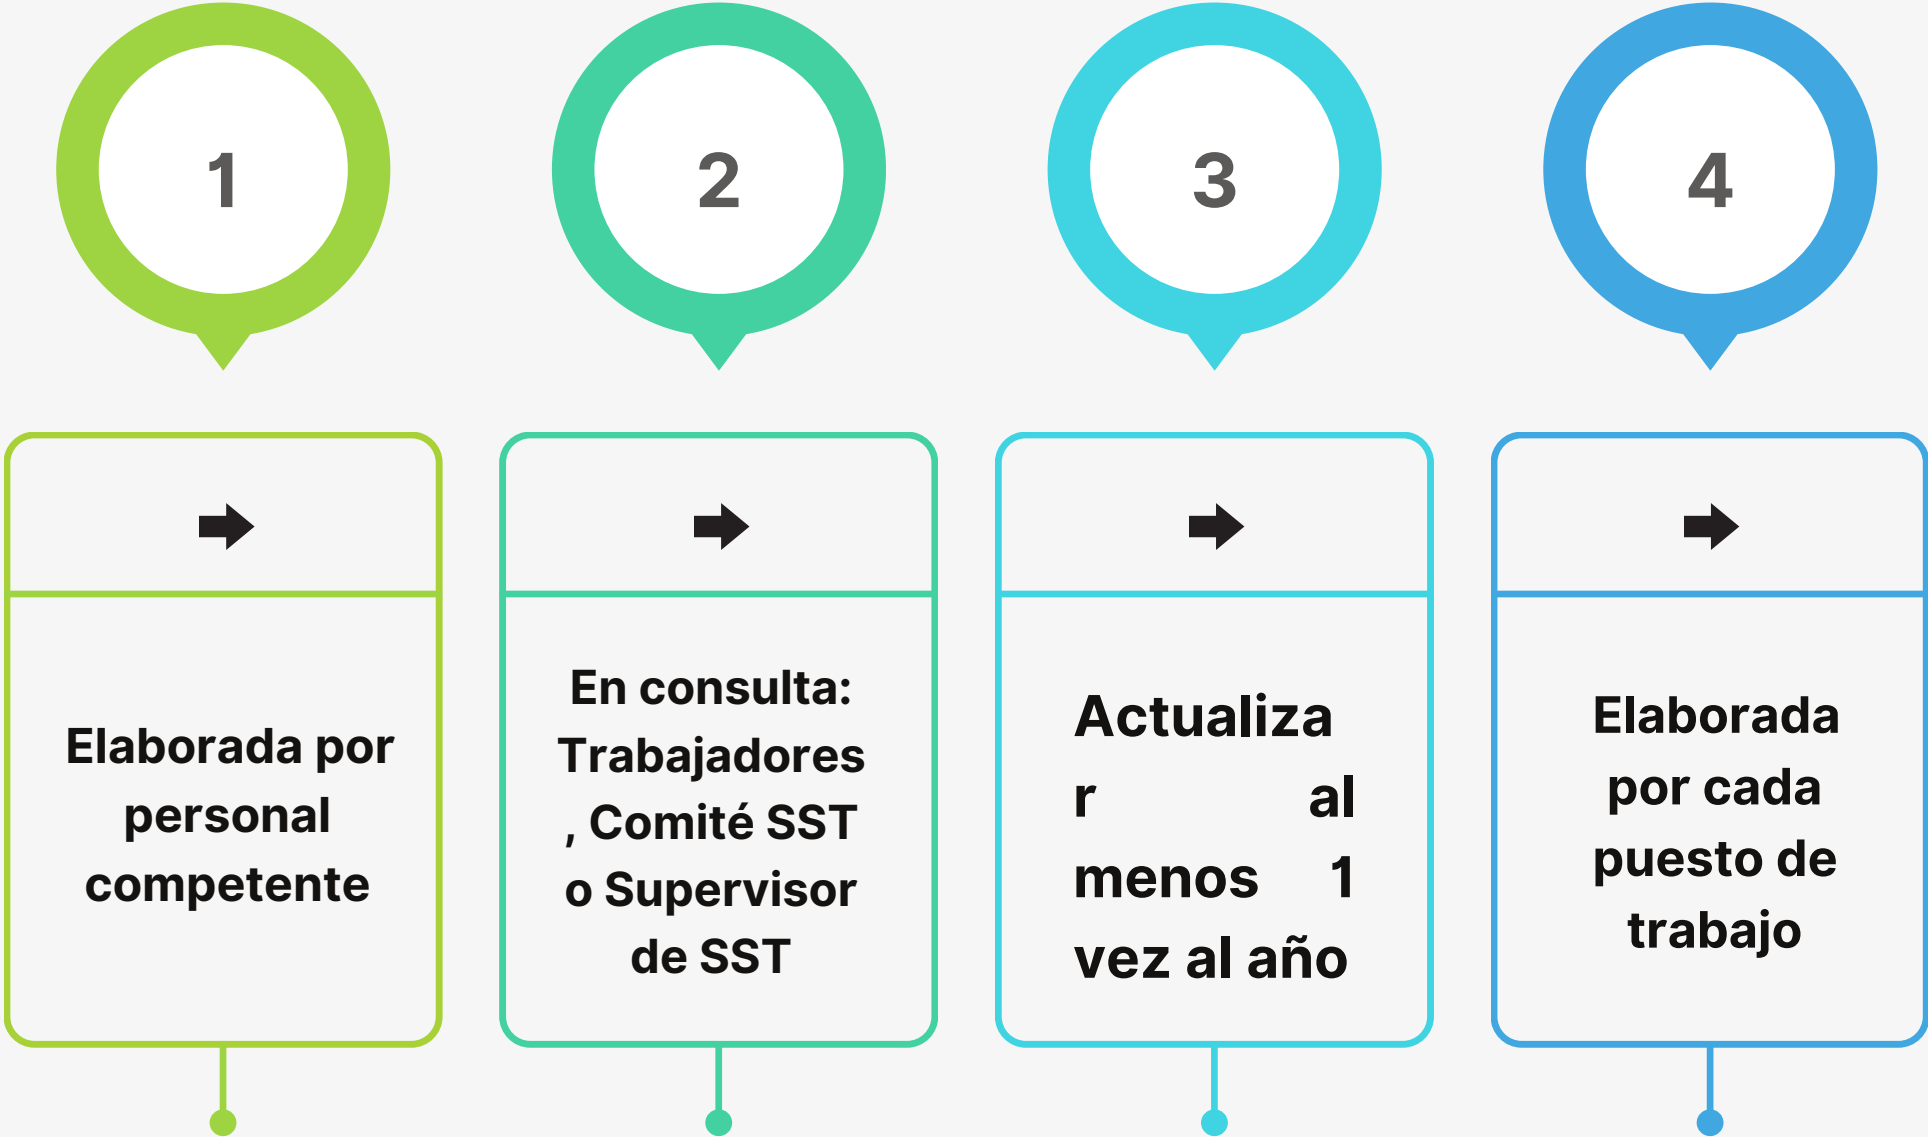 1
2
3
4
Elaborada por
personal
competente
En consulta:
Trabajadores
, Comité SST
o Supervisor
de SST
Actualiza
r al
menos 1
vez al año
Elaborada
por cada
puesto de
trabajo